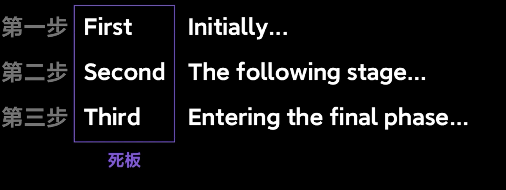 第一步 First Initially...
第二步 Second The following stage...
第三步 Third Entering the final phase...
死板